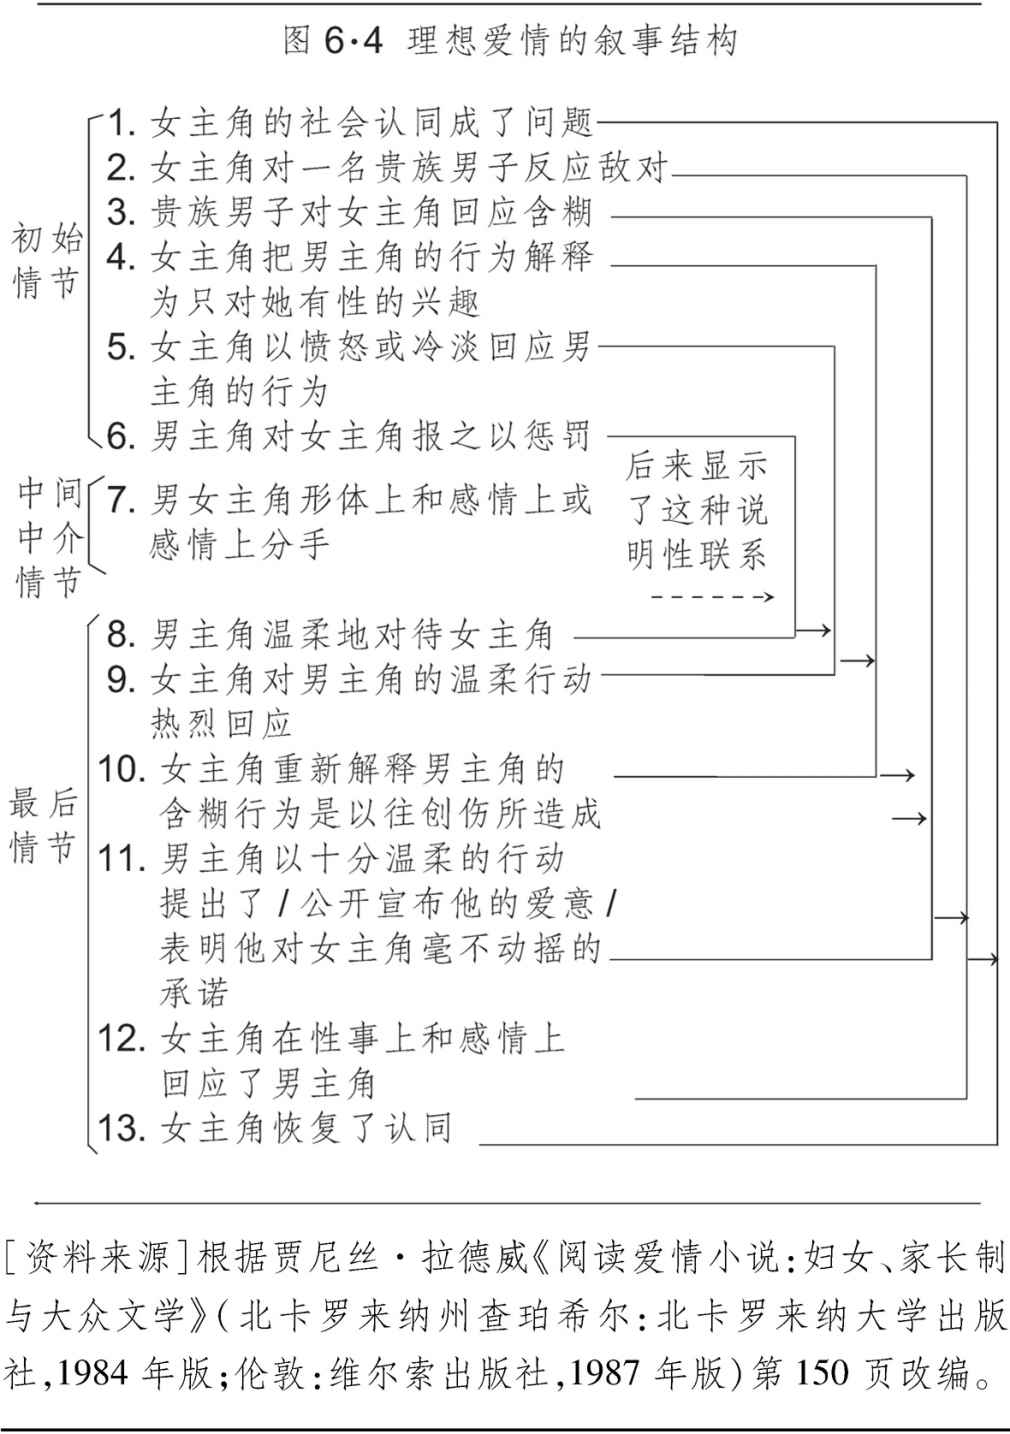 图 6·4 理想爱情的叙事结构
初始
情节
1. 女主角的社会认同成了问题
2. 女主角对一名贵族男子反应敌对
3. 贵族男子对女主角回应含糊
4. 女主角把男主角的行为解释
为只对她有性的兴趣
5. 女主角以愤怒或冷淡回应男
主角的行为
6. 男主角对女主角报之以惩罚
中间
中介
情节
7. 男女主角形体上和感情上或
感情上分手
后来显示
了这种说
明性联系
最后
情节
8. 男主角温柔地对待女主角
9. 女主角对男主角的温柔行动
热烈回应
10. 女主角重新解释男主角的
含糊行为是以往创伤所造成
11. 男主角以十分温柔的行动
提出了/公开宣布他的爱意/
表明他对女主角毫不动摇的
承诺
12. 女主角在性事上和感情上
回应了男主角
13. 女主角恢复了认同
[资料来源]根据贾尼丝·拉德威《阅读爱情小说:妇女、家长制
与大众文学》(北卡罗来纳州查珀希尔:北卡罗来纳大学出版
社,1984 年版;伦敦:维尔索出版社,1987 年版)第 150 页改编。